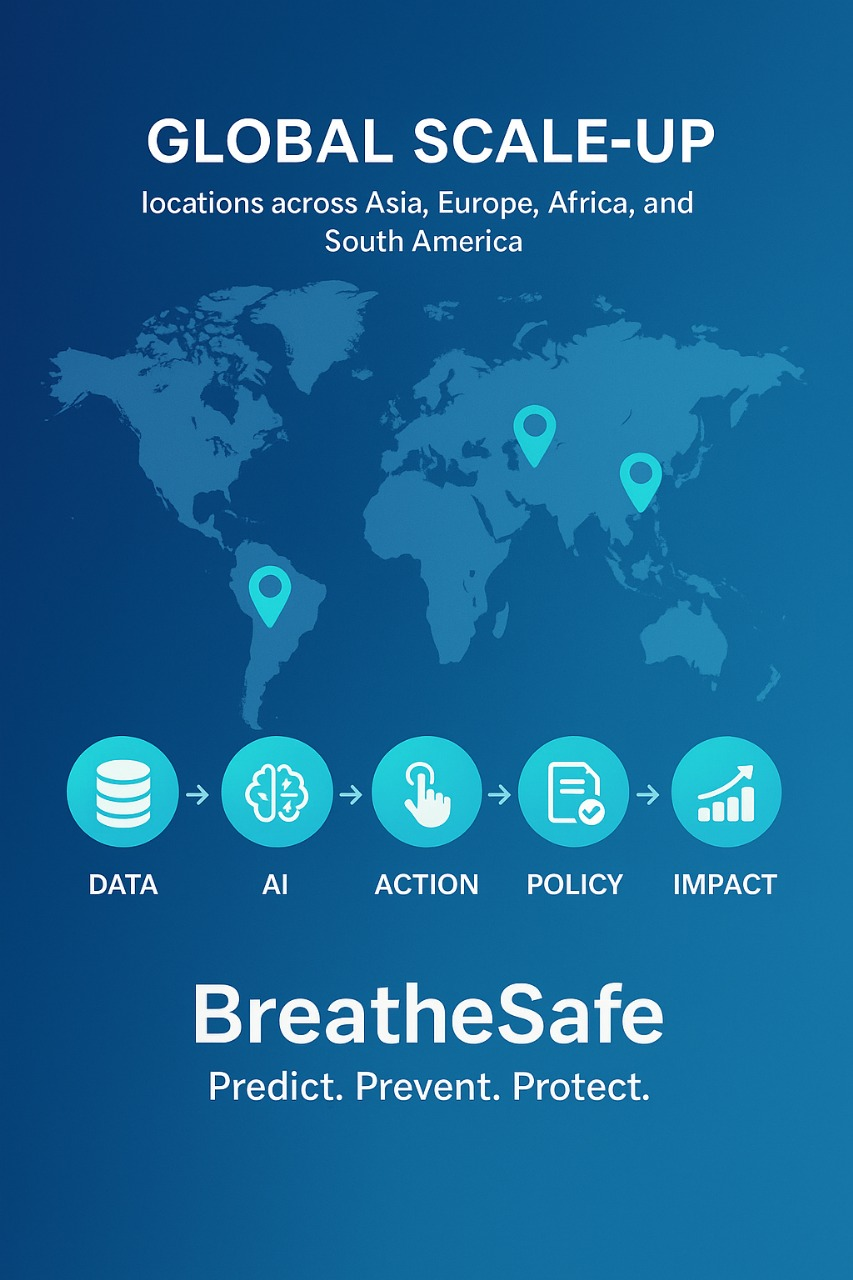 GLOBAL SCALE-UP
locations across Asia, Europe, Africa, and
South America
DATA
AI
ACTION
POLICY
IMPACT
BreatheSafe
Predict. Prevent. Protect.